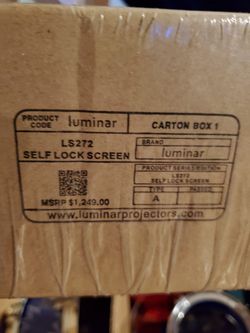 PRODUCT CODE luminar CARTON BOX 1
LS272
SELF LOCK SCREEN
BRAND
luminar
PRODUCT SERIES/EDITION
LS272
SELF LOCK SCREEN
TYPE PASSED
A
MSRP $1,249.00
www.luminarprojectors.com